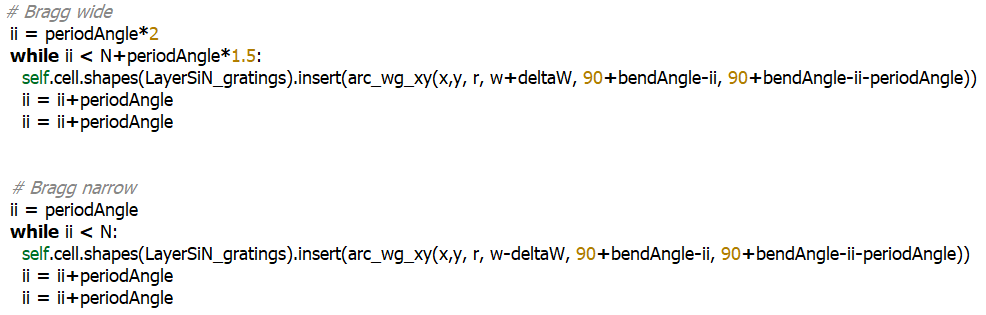 # Bragg wide
ii = periodAngle*2
while ii < N+periodAngle*1.5:
self.cell.shapes(LayerSiN_gratings).insert(arc_wg_xy(x,y, r, w+deltaW, 90+bendAngle-ii, 90+bendAngle-ii-periodAngle))
ii = ii+periodAngle
ii = ii+periodAngle
# Bragg narrow
ii = periodAngle
while ii < N:
self.cell.shapes(LayerSiN_gratings).insert(arc_wg_xy(x,y, r, w-deltaW, 90+bendAngle-ii, 90+bendAngle-ii-periodAngle))
ii = ii+periodAngle
ii = ii+periodAngle